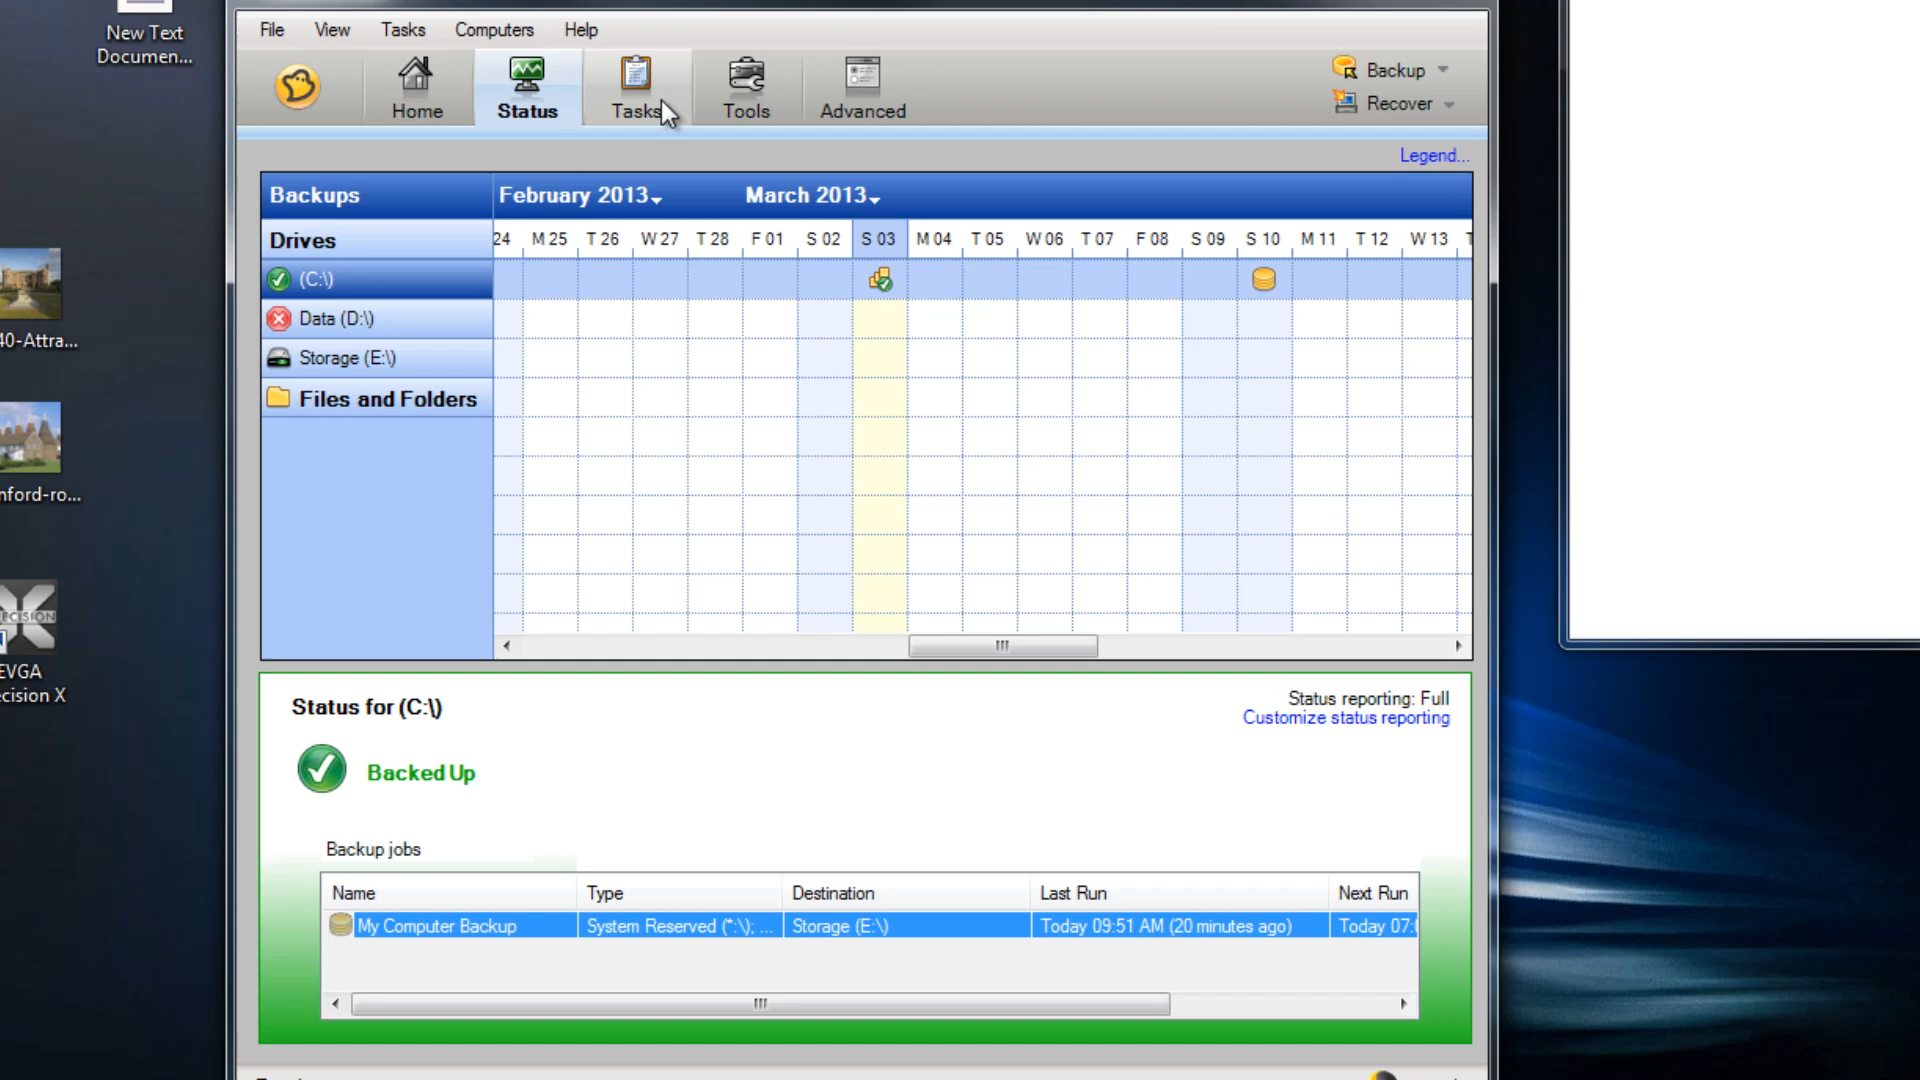 New Text
Documen...
40-Attra...
nford-ro...
ECISION
EVGA
ecision X
File View Tasks Computers Help
Home Status Tasks Tools Advanced
Backup
Recover
Legend...
Backups February 2013 March 2013
Drives 24 M 25 T 26 W 27 T 28 F 01 S 02 S 03 M 04 T 05 W 06 T 07 F 08 S 09 S 10 M 11 T 12 W 13 T
(C:\)
Data (D:\)
Storage (E:\)
Files and Folders
Status for (C:\)
Status reporting: Full
Customize status reporting
Backed Up
Backup jobs
Name Type Destination Last Run Next Run
My Computer Backup System Reserved (*:\); ... Storage (E:\) Today 09:51 AM (20 minutes ago) Today 07: